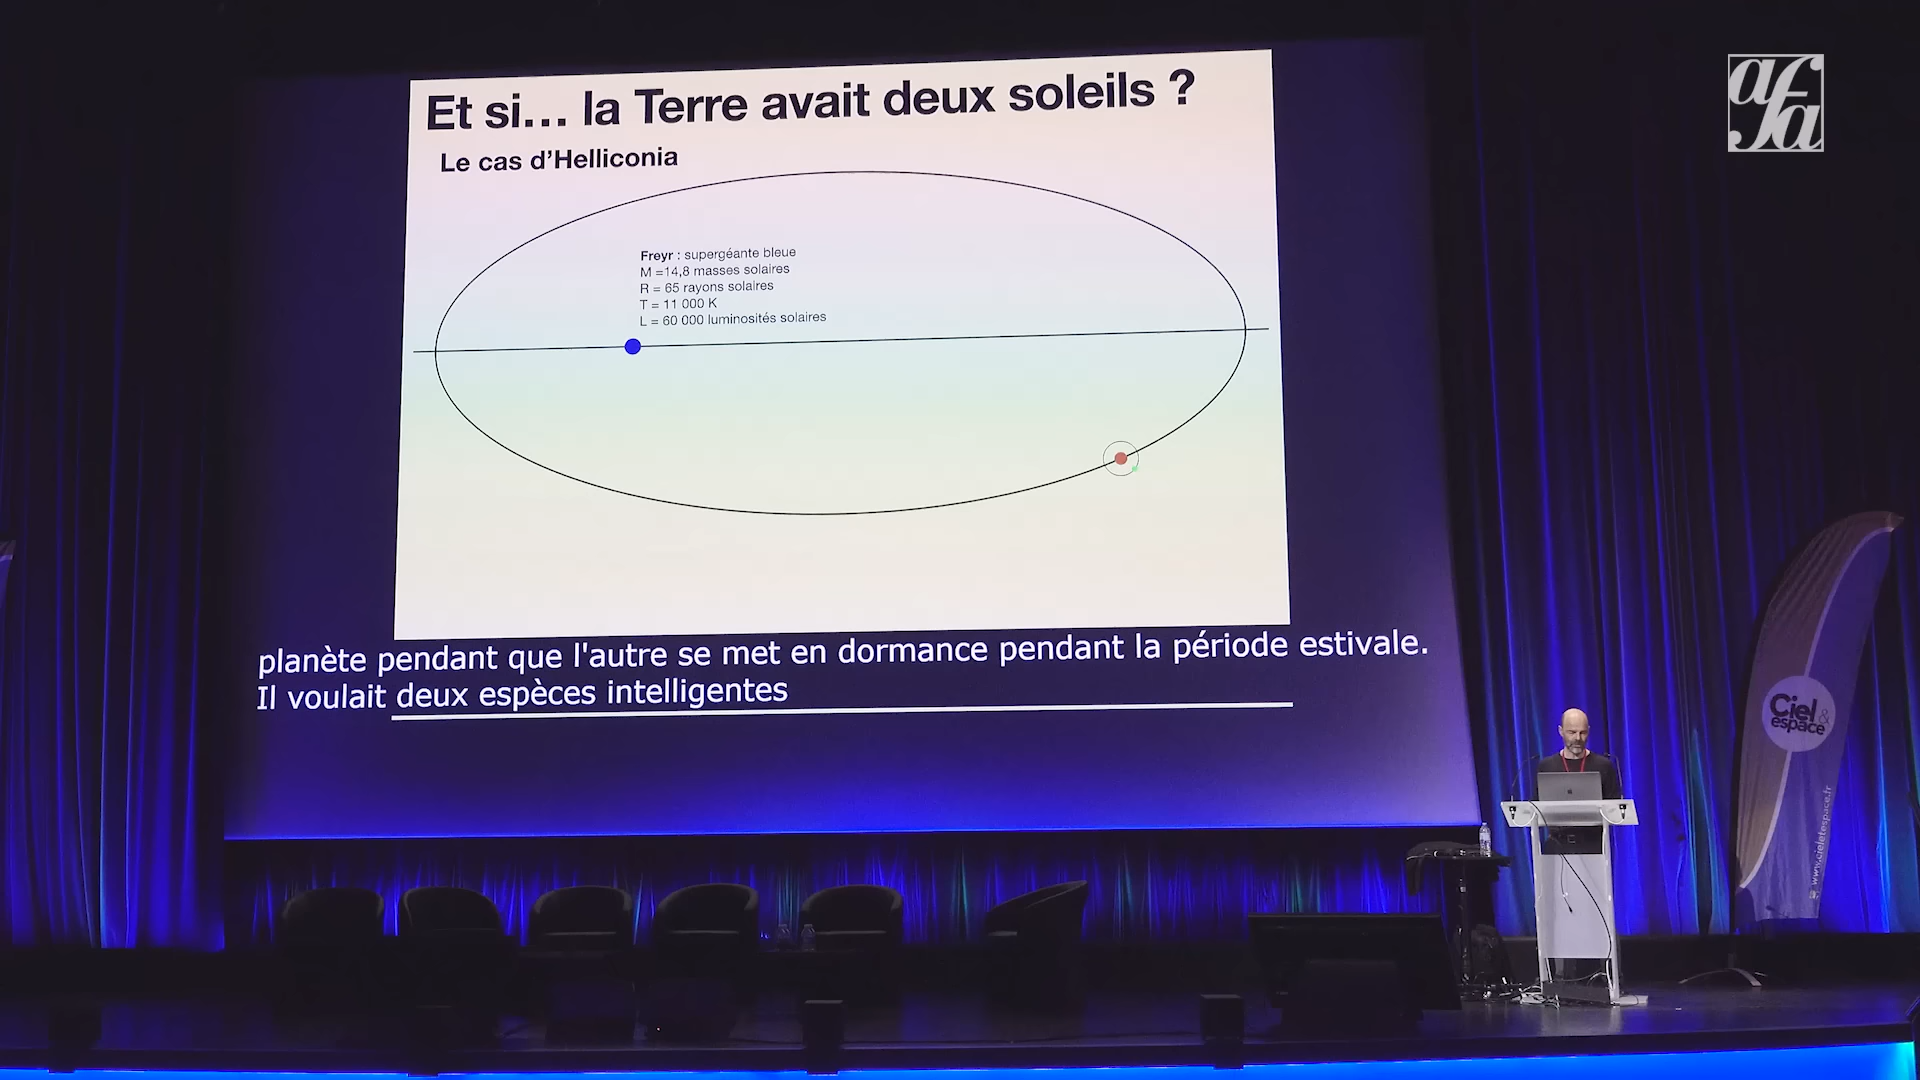 afa
Et si... la Terre avait deux soleils ?
Le cas d'Helliconia
Freyr : supergéante bleue
M =14,8 masses solaires
R = 65 rayons solaires
T = 11 000 K
L = 60 000 luminosités solaires
planète pendant que l'autre se met en dormance pendant la période estivale.
Il voulait deux espèces intelligentes
Ciel &
espace
www.cieletespace.fr